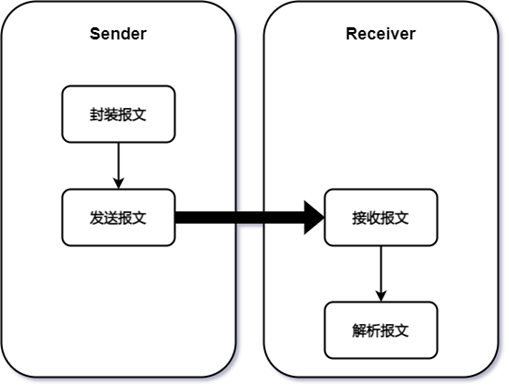 Sender
Receiver
封装报文
发送报文
接收报文
解析报文